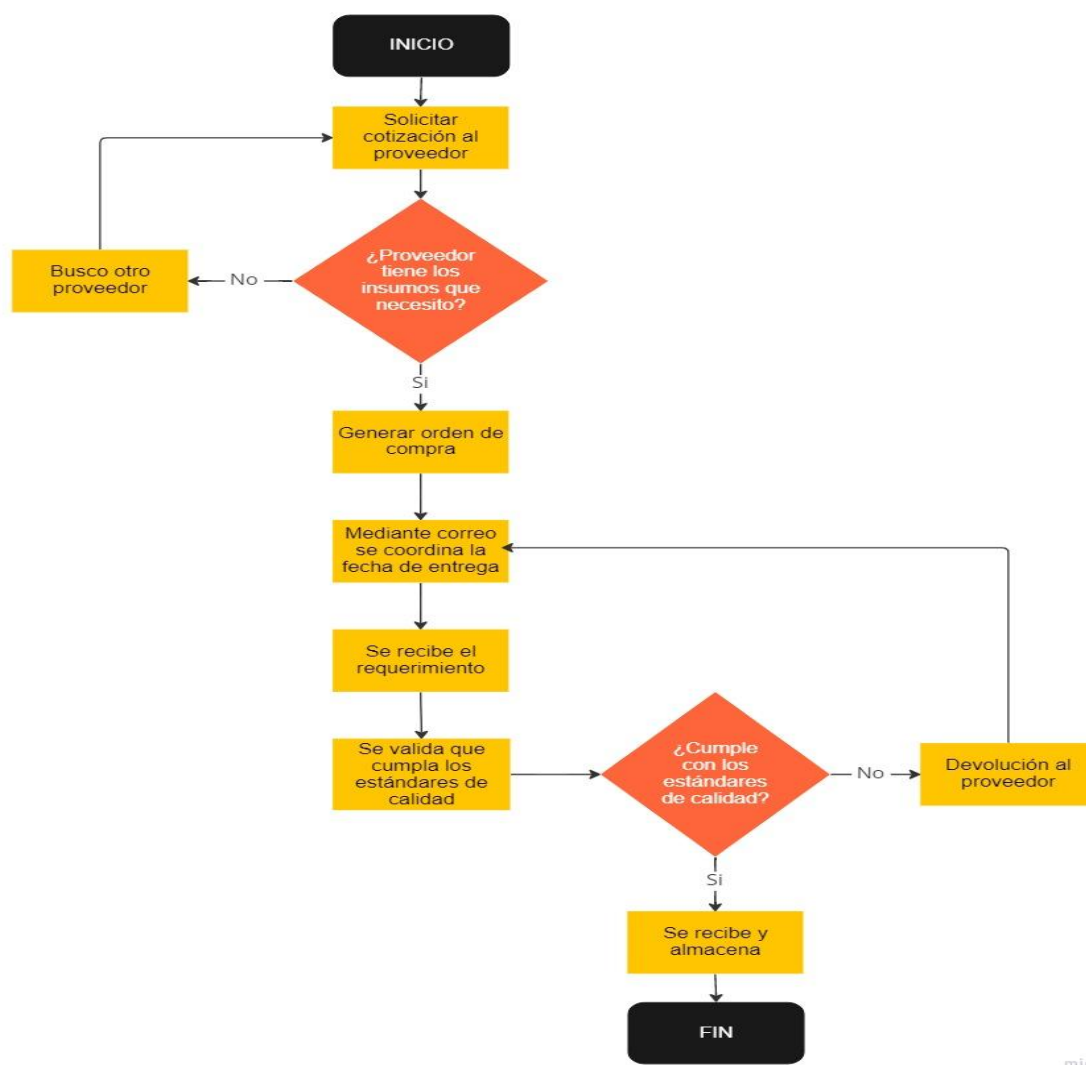 INICIO
Solicitar
cotización al
proveedor
¿Proveedor
tiene los
insumos que
necesito?
No
Busco otro
proveedor
Si
Generar orden de
compra
Mediante correo
se coordina la
fecha de entrega
Se recibe el
requerimiento
Se valida que
cumpla los
estándares de
calidad
¿Cumple
con los
estándares
de calidad?
No
Devolución al
proveedor
Si
Se recibe y
almacena
FIN